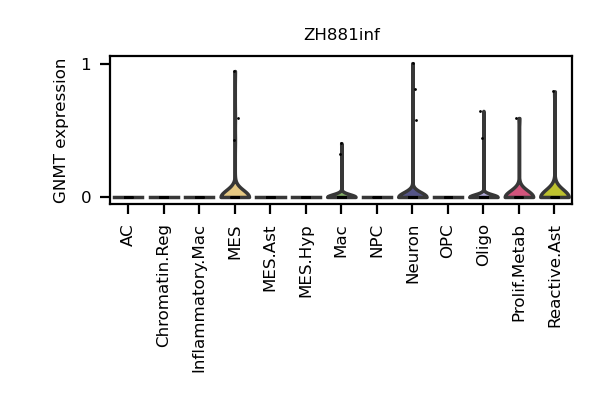 ZH881inf
GNMT expression
1
0
AC
Chromatin.Reg
Inflammatory.Mac
MES
MES.Ast
MES.Hyp
Mac
NPC
Neuron
OPC
Oligo
Prolif.Metab
Reactive.Ast